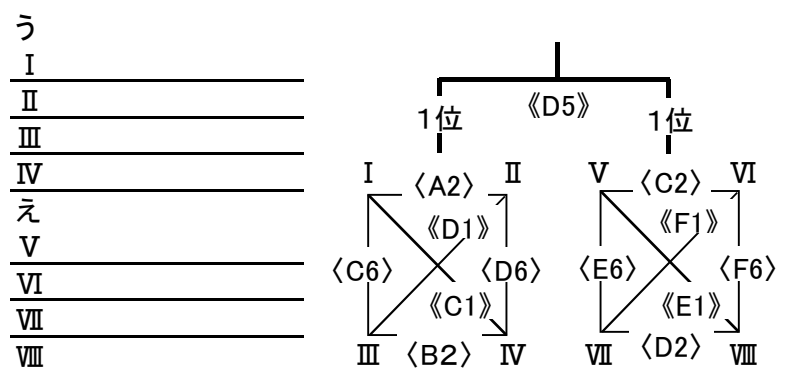 う
Ⅰ
Ⅱ
Ⅲ
Ⅳ
え
Ⅴ
Ⅵ
Ⅶ
Ⅷ
《D5》
1位 1位
Ⅰ 〈A2〉 Ⅱ Ⅴ 〈C2〉 Ⅵ
《D1》 《F1》
〈C6〉 〈D6〉 〈E6〉 〈F6〉
《C1》 《E1》
Ⅲ 〈B2〉 Ⅳ Ⅶ 〈D2〉 Ⅷ